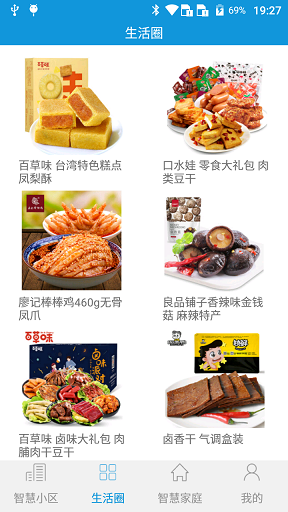 69% 19:27
生活圈
百草味 台湾特色糕点
凤梨酥
口水娃 零食大礼包 肉
类豆干
廖记棒棒鸡460g无骨
凤爪
良品铺子香辣味金钱
菇 麻辣特产
百草味
百草味 卤味大礼包 肉
脯肉干豆干
卤香干 气调盒装
智慧小区
生活圈
智慧家庭
我的